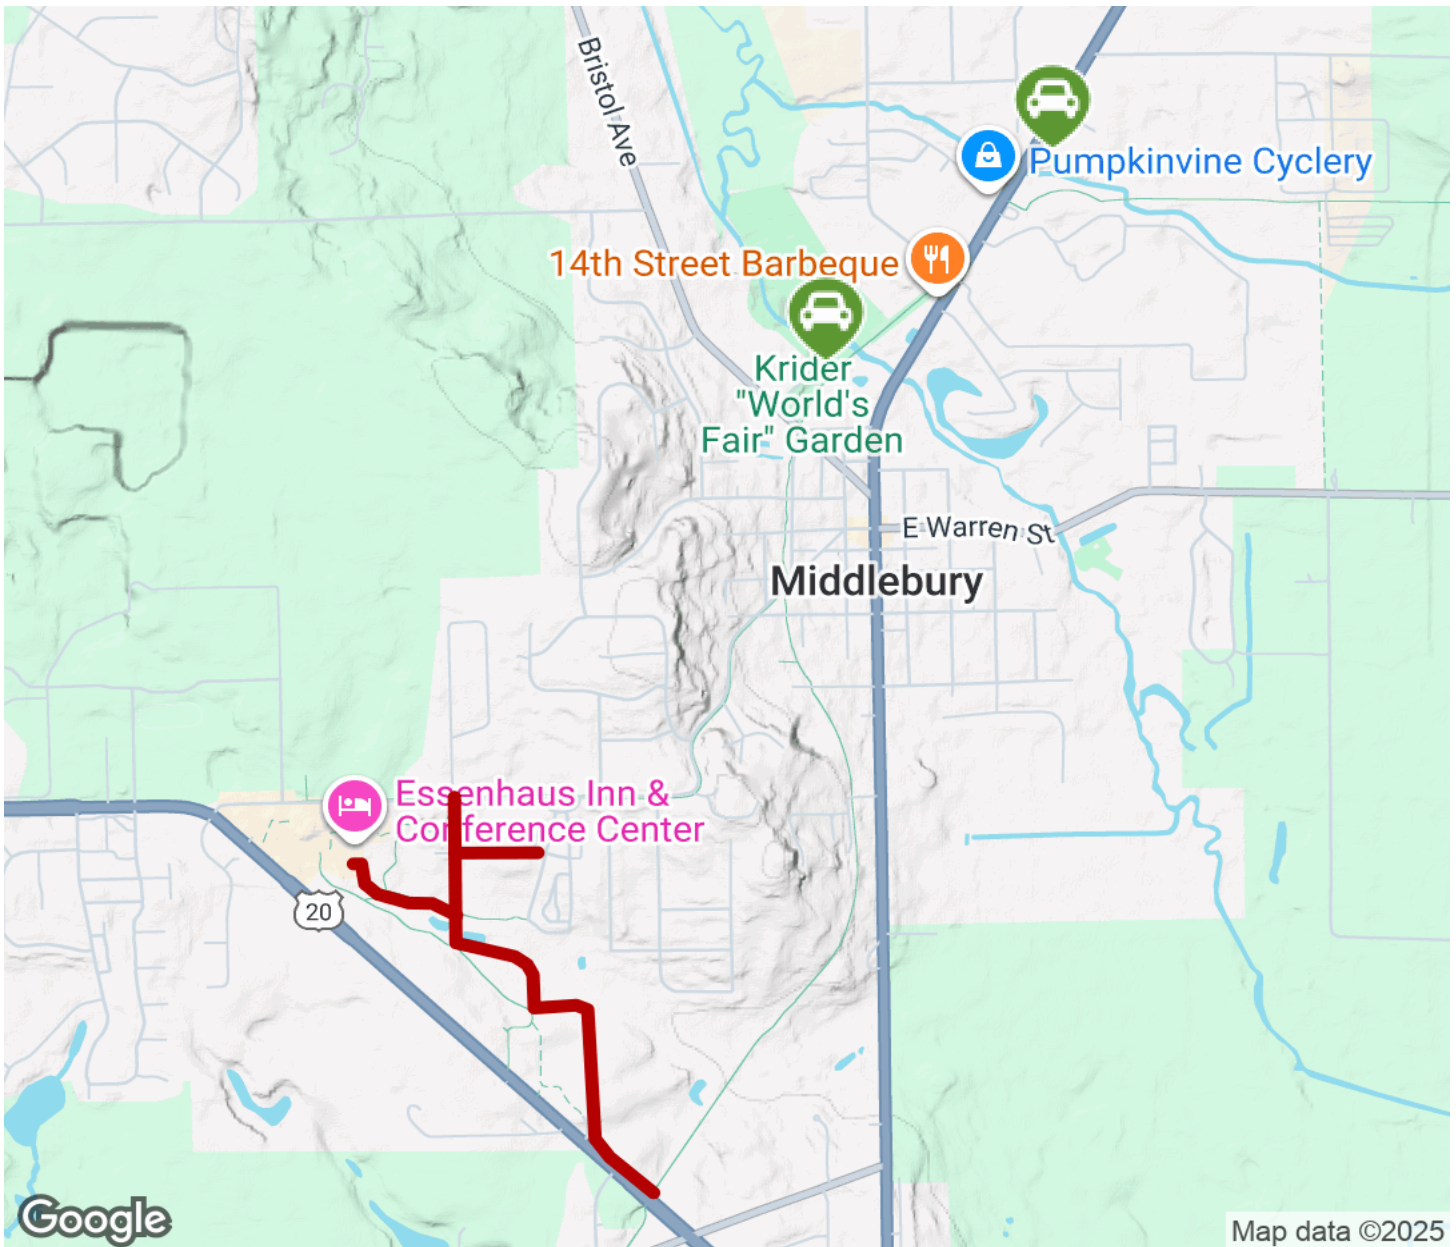 Bristol Ave
Pumpkinvine Cyclery
14th Street Barbeque
Krider
"World's
Fair" Garden
E Warren St
Middlebury
Essenhaus Inn &
Conference Center
20
Google
Map data ©2025